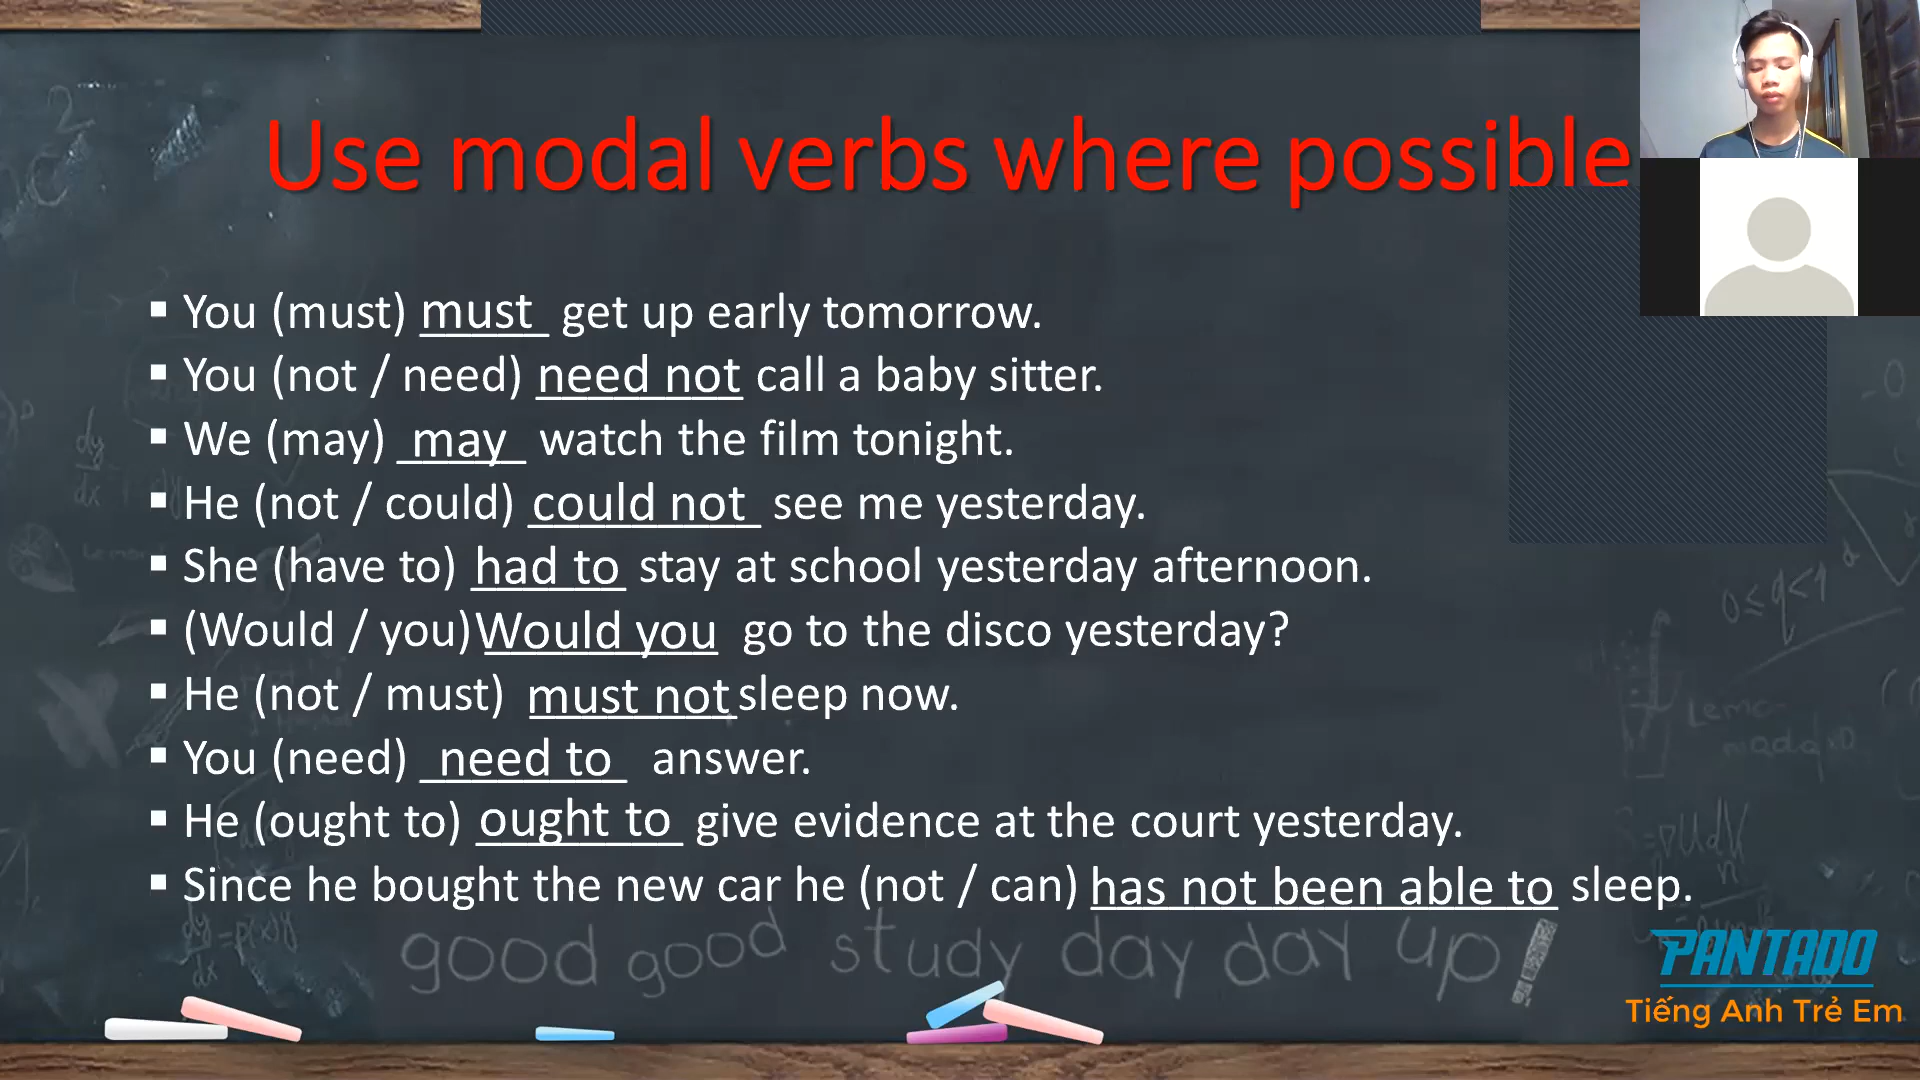 Use modal verbs where possible
▪ You (must) must get up early tomorrow.
▪ You (not / need) need not call a baby sitter.
▪ We (may) may watch the film tonight.
▪ He (not / could) could not see me yesterday.
▪ She (have to) had to stay at school yesterday afternoon.
▪ (Would / you) Would you go to the disco yesterday?
▪ He (not / must) must not sleep now.
▪ You (need) need to answer.
▪ He (ought to) ought to give evidence at the court yesterday.
▪ Since he bought the new car he (not / can) has not been able to sleep.
good good study day day up!
PANTADO
Tiếng Anh Trẻ Em